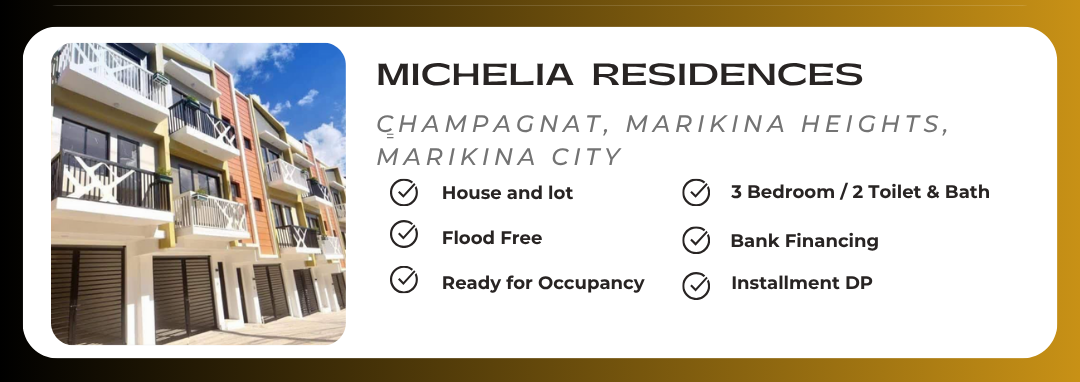 MICHELIA RESIDENCES
CHAMPAGNAT, MARIKINA HEIGHTS,
MARIKINA CITY
House and lot
Flood Free
Ready for Occupancy
3 Bedroom / 2 Toilet & Bath
Bank Financing
Installment DP